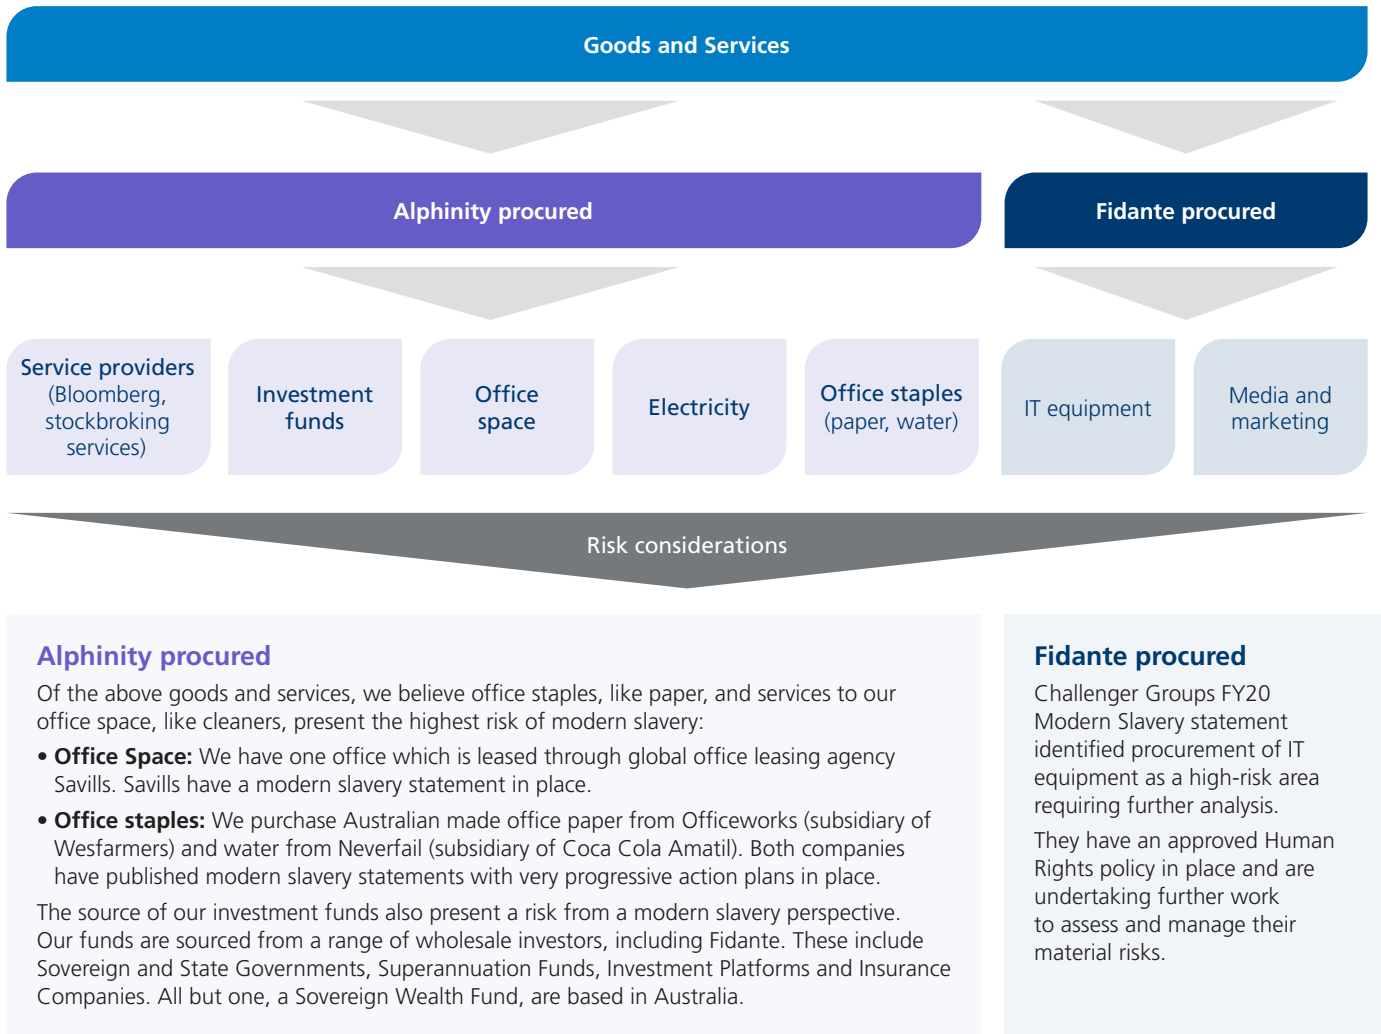 Goods and Services
Alphinity procured
Fidante procured
Service providers
(Bloomberg,
stockbroking
services)
Investment
funds
Office
space
Electricity
Office staples
(paper, water)
IT equipment
Media and
marketing
Risk considerations
Alphinity procured
Of the above goods and services, we believe office staples, like paper, and services to our
office space, like cleaners, present the highest risk of modern slavery:
• Office Space: We have one office which is leased through global office leasing agency
Savills. Savills have a modern slavery statement in place.
• Office staples: We purchase Australian made office paper from Officeworks (subsidiary of
Wesfarmers) and water from Neverfail (subsidiary of Coca Cola Amatil). Both companies
have published modern slavery statements with very progressive action plans in place.
The source of our investment funds also present a risk from a modern slavery perspective.
Our funds are sourced from a range of wholesale investors, including Fidante. These include
Sovereign and State Governments, Superannuation Funds, Investment Platforms and Insurance
Companies. All but one, a Sovereign Wealth Fund, are based in Australia.
Fidante procured
Challenger Groups FY20
Modern Slavery statement
identified procurement of IT
equipment as a high-risk area
requiring further analysis.
They have an approved Human
Rights policy in place and are
undertaking further work
to assess and manage their
material risks.